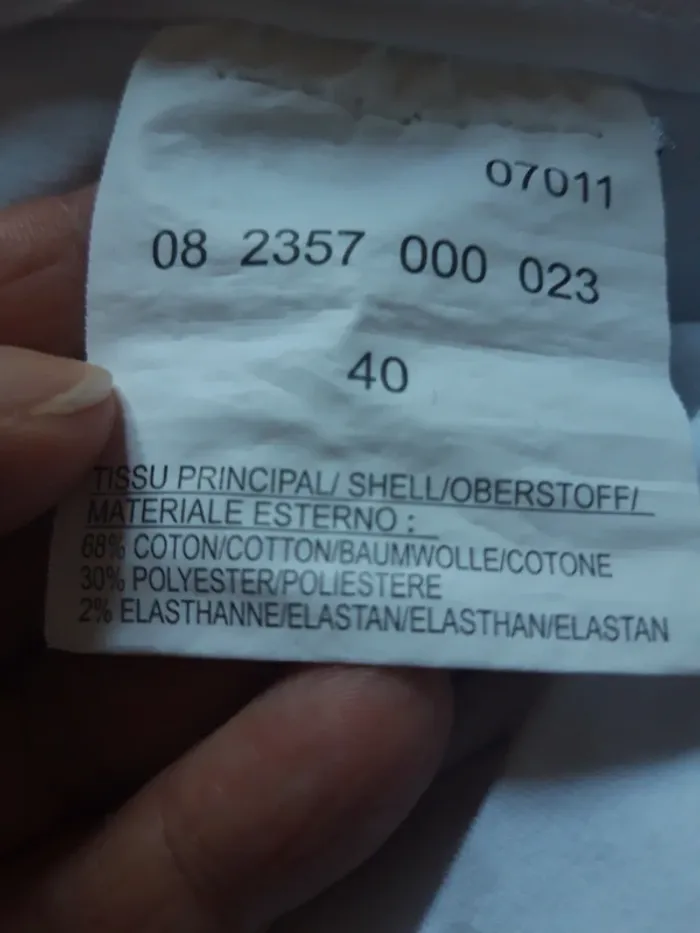 07011
08 2357 000 023
40
TISSU PRINCIPAL/ SHELL/OBERSTOFF/
MATERIALE ESTERNO :
68% COTON/COTTON/BAUMWOLLE/COTONE
30% POLYESTER/POLIESTERE
2% ELASTHANNE/ELASTAN/ELASTHAN/ELASTAN